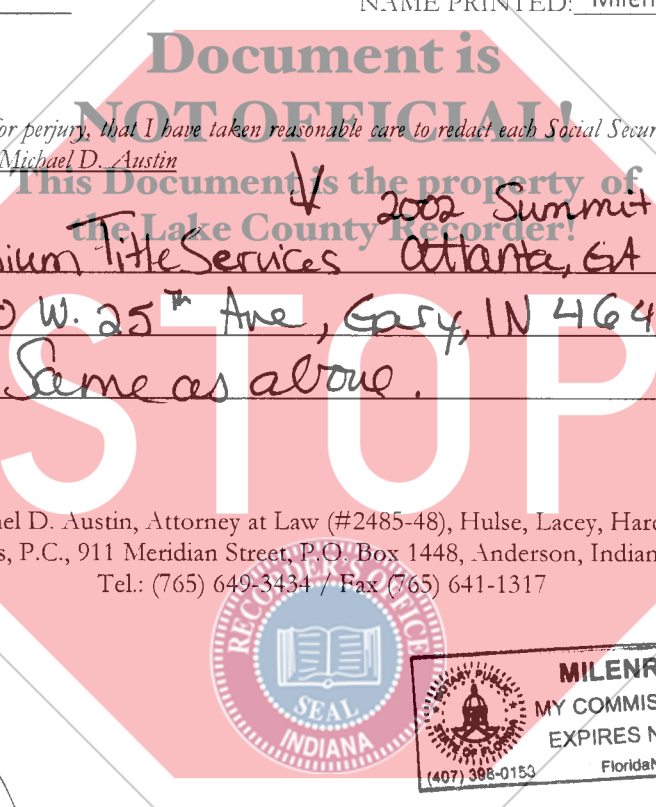 NAME PRINTED: Milen
Document is
NOT OFFICIAL!
for perjury, that I have taken reasonable care to redact each Social Secur
Michael D. Austin
This Document is the property of
the Lake County Recorder!
2002 Summit
nium Title Services Atlanta, GA
0 W. 25th Ave, Gary, IN 464
Same as above.
STOP
el D. Austin, Attorney at Law (#2485-48), Hulse, Lacey, Hard
s, P.C., 911 Meridian Street, P.O. Box 1448, Anderson, Indian
Tel.: (765) 649-3434 / Fax (765) 641-1317
RECORDER'S OFFICE
SEAL
INDIANA
NOTARY PUBLIC
STATE OF FLORIDA
MILENR
MY COMMIS
EXPIRES N
(407) 398-0153
FloridaN